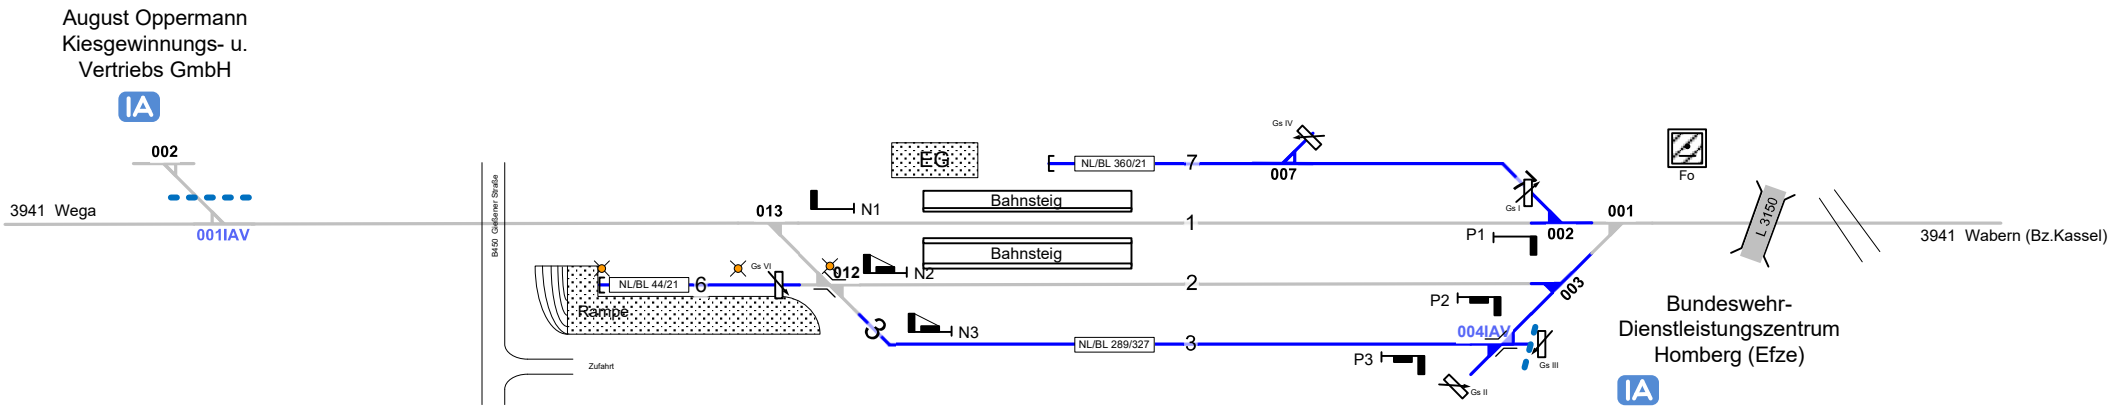 August Oppermann
Kiesgewinnungs- u.
Vertriebs GmbH
IA
002
3941 Wega
001IAV
B450 Gießener Straße
EG
NL/BL 360/21
7
Gs IV
007
Fo
013
N1
Bahnsteig
1
Gs I
P1
002
001
L 3150
3941 Wabern (Bz.Kassel)
Bahnsteig
Gs VI
012
N2
NL/BL 44/21
6
2
003
Rampe
P2
N3
NL/BL 289/327
3
004IAV
P3
Gs III
Gs II
Zufahrt
Bundeswehr-
Dienstleistungszentrum
Homberg (Efze)
IA